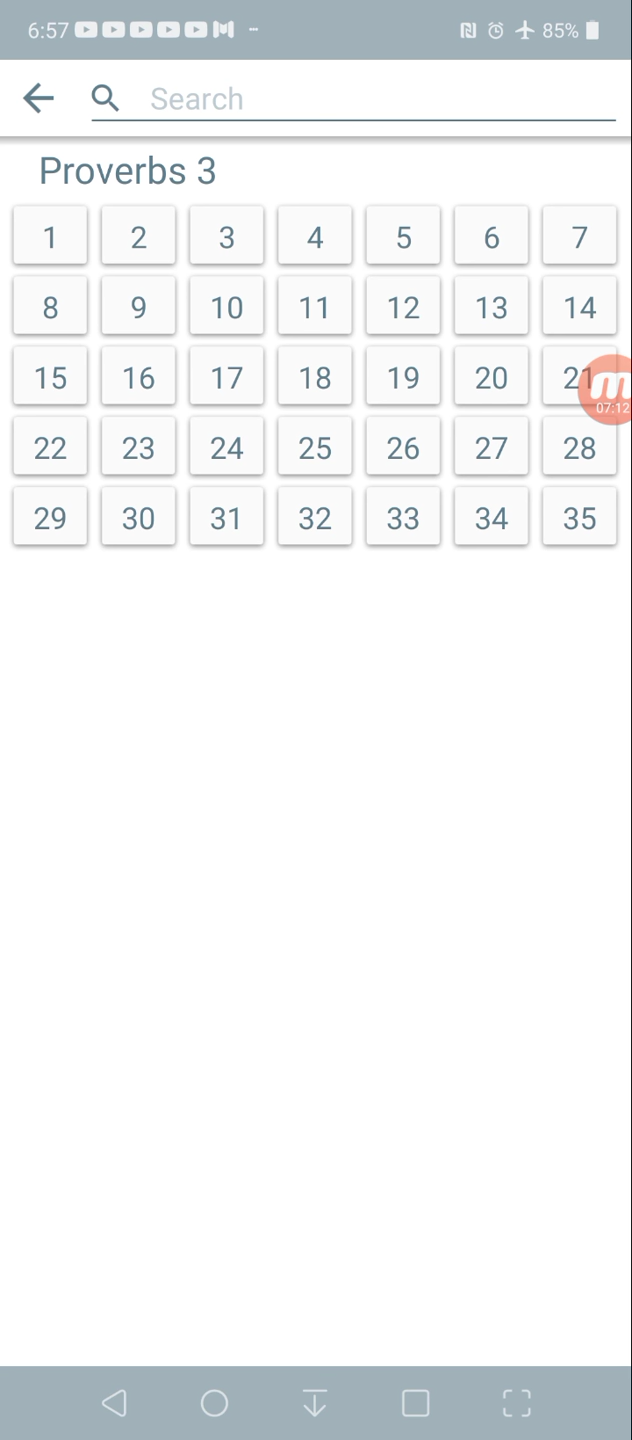 6:57 85%
Search
Proverbs 3
1 2 3 4 5 6 7
8 9 10 11 12 13 14
15 16 17 18 19 20 21
07:12
22 23 24 25 26 27 28
29 30 31 32 33 34 35